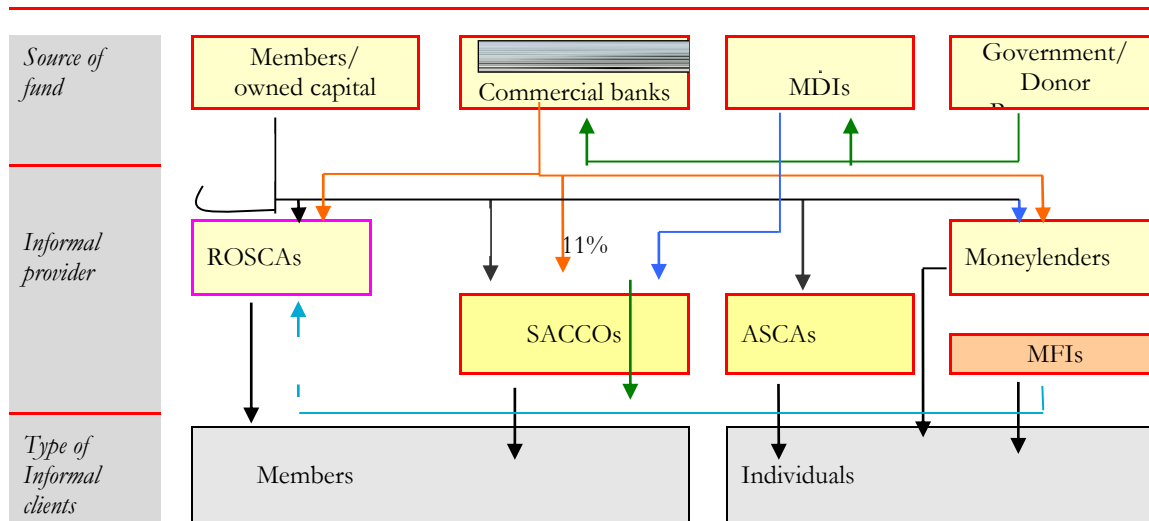 Source of
fund
Members/
owned capital
Commercial banks
MDIs
Government/
Donor
Informal
provider
ROSCAs
11%
Moneylenders
SACCOs
ASCAs
MFIs
Type of
Informal
clients
Members
Individuals